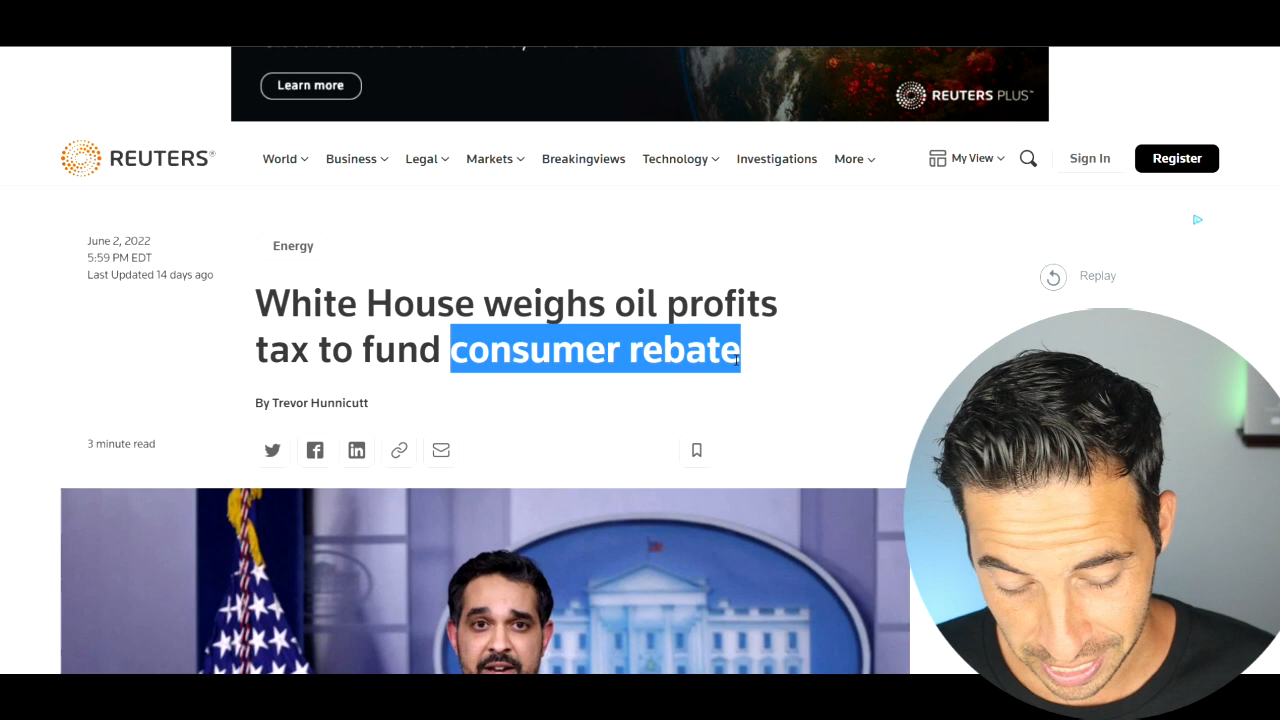 Learn more
REUTERS PLUS
REUTERS
World
Business
Legal
Markets
Breakingviews
Technology
Investigations
More
My View
Sign In
Register
June 2, 2022
5:59 PM EDT
Last Updated 14 days ago
Energy
Replay
White House weighs oil profits
tax to fund consumer rebate
By Trevor Hunnicutt
3 minute read